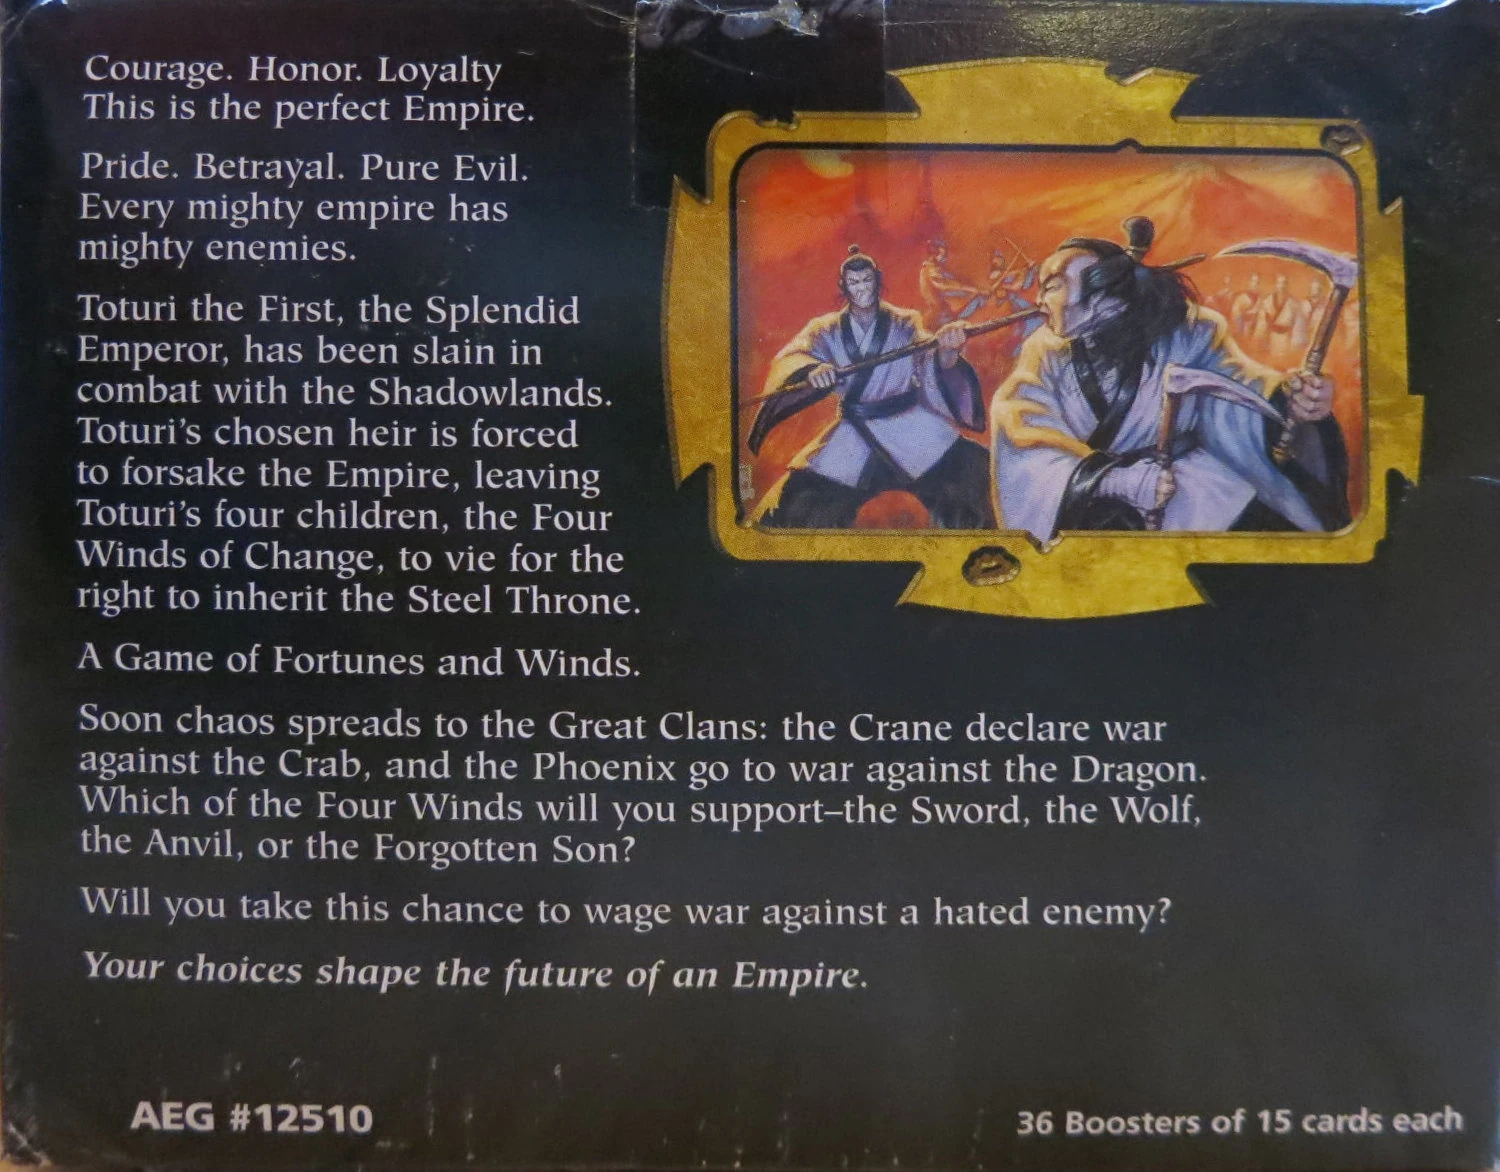 Courage. Honor. Loyalty
This is the perfect Empire.
Pride. Betrayal. Pure Evil.
Every mighty empire has
mighty enemies.
Toturi the First, the Splendid
Emperor, has been slain in
combat with the Shadowlands.
Toturi's chosen heir is forced
to forsake the Empire, leaving
Toturi's four children, the Four
Winds of Change, to vie for the
right to inherit the Steel Throne.
A Game of Fortunes and Winds.
Soon chaos spreads to the Great Clans: the Crane declare war
against the Crab, and the Phoenix go to war against the Dragon.
Which of the Four Winds will you support–the Sword, the Wolf,
the Anvil, or the Forgotten Son?
Will you take this chance to wage war against a hated enemy?
Your choices shape the future of an Empire.
AEG #12510
36 Boosters of 15 cards each